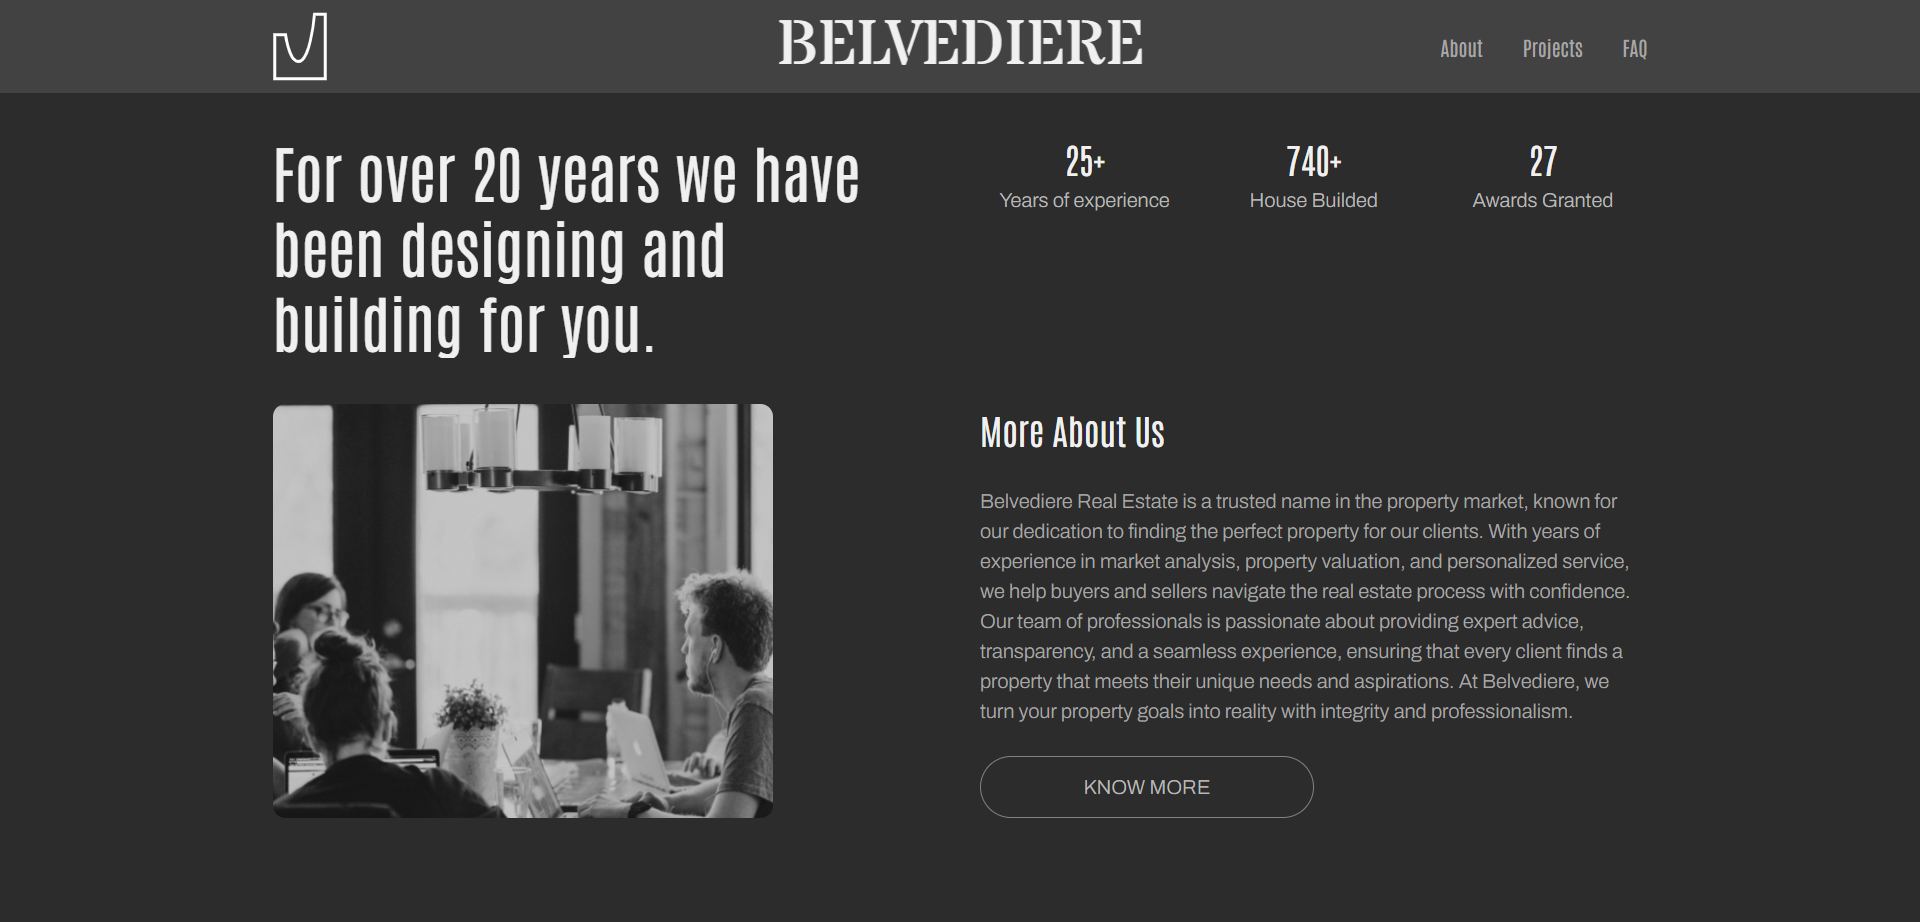 BELVEDIERE
About
Projects
FAQ
For over 20 years we have
been designing and
building for you.
25+
Years of experience
740+
House Builded
27
Awards Granted
More About Us
Belvediere Real Estate is a trusted name in the property market, known for
our dedication to finding the perfect property for our clients. With years of
experience in market analysis, property valuation, and personalized service,
we help buyers and sellers navigate the real estate process with confidence.
Our team of professionals is passionate about providing expert advice,
transparency, and a seamless experience, ensuring that every client finds a
property that meets their unique needs and aspirations. At Belvediere, we
turn your property goals into reality with integrity and professionalism.
KNOW MORE